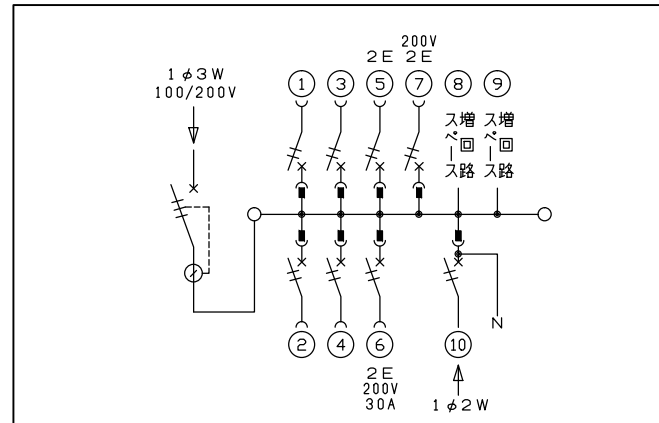 1φ3W
100/200V
200V
2E 2E
① ③ ⑤ ⑦ ⑧ ⑨
増回路
スペース
増回路
スペース
N
② ④ ⑥ ⑩
2E
200V
30A
1φ2W